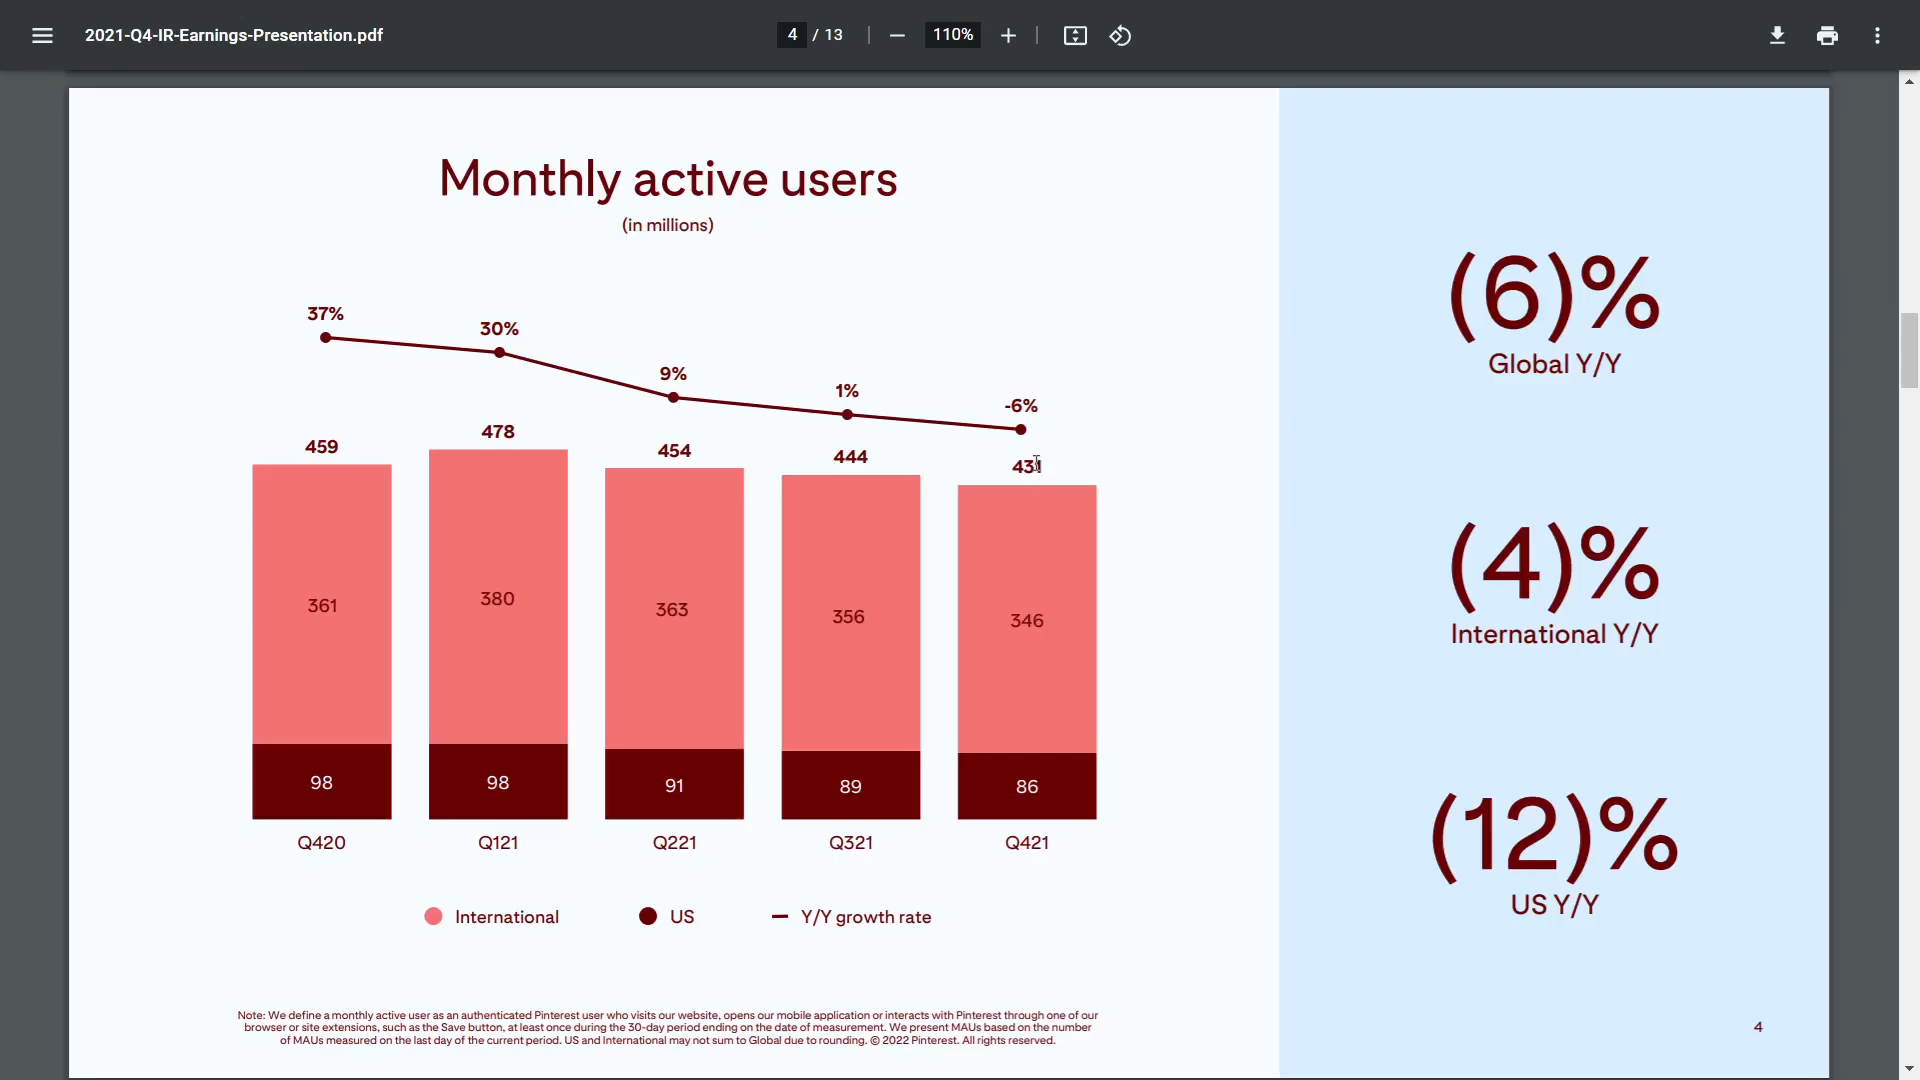 2021-Q4-IR-Earnings-Presentation.pdf
4 / 13
110%
Monthly active users
(in millions)
37%
30%
9%
1%
-6%
459
478
454
444
431
361
380
363
356
346
98
98
91
89
86
Q420
Q121
Q221
Q321
Q421
International
US
Y/Y growth rate
Note: We define a monthly active user as an authenticated Pinterest user who visits our website, opens our mobile application or interacts with Pinterest through one of our
browser or site extensions, such as the Save button, at least once during the 30-day period ending on the date of measurement. We present MAUs based on the number
of MAUs measured on the last day of the current period. US and International may not sum to Global due to rounding. © 2022 Pinterest. All rights reserved.
(6)%
Global Y/Y
(4)%
International Y/Y
(12)%
US Y/Y
4